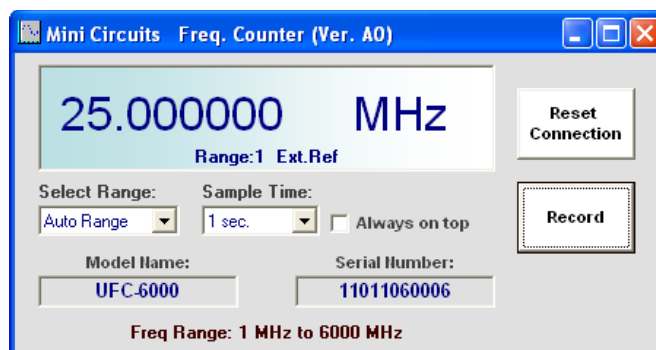 Mini Circuits Freq. Counter (Ver. A0)
25.000000 MHz
Range:1 Ext.Ref
Reset
Connection
Select Range:
Sample Time:
Auto Range
1 sec.
Always on top
Record
Model Name:
Serial Number:
UFC-6000
11011060006
Freq Range: 1 MHz to 6000 MHz